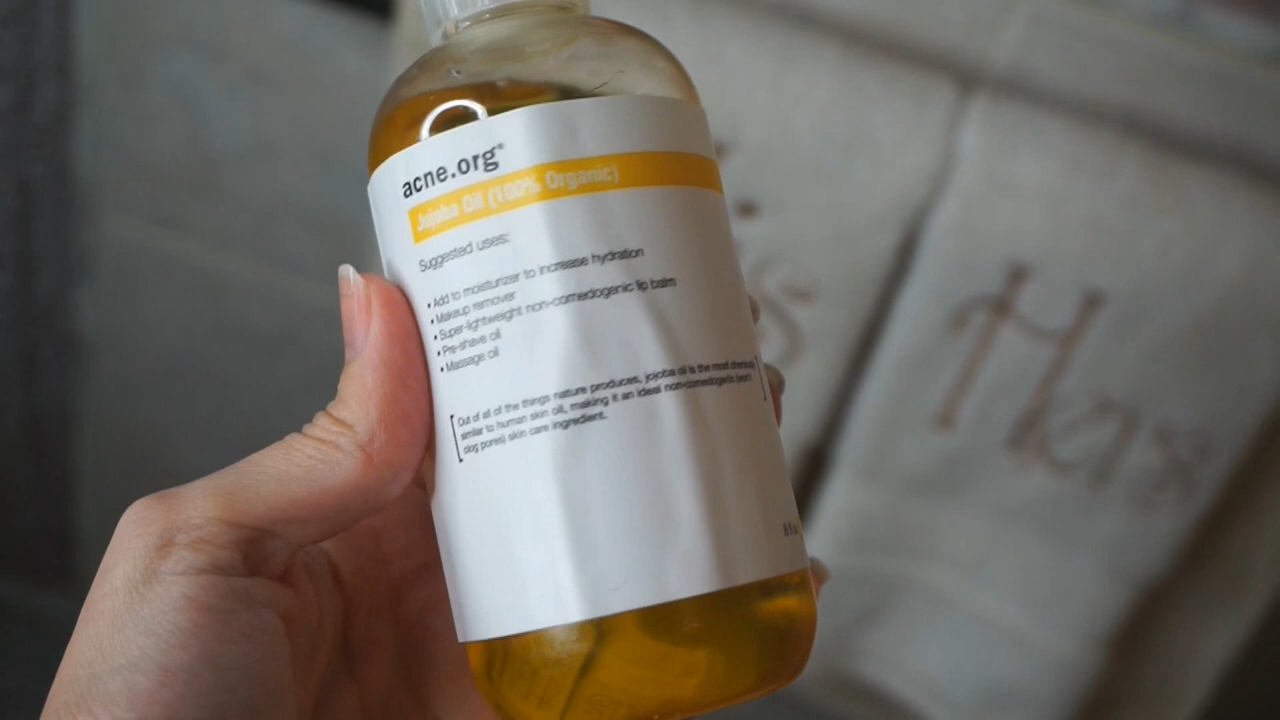 acne.org®
Jojoba Oil (100% Organic)
Suggested uses:
• Add to moisturizer to increase hydration
• Makeup remover
• Super-lightweight non-comedogenic lip balm
• Pre-shave oil
• Massage oil
Out of all of the things nature produces, jojoba oil is the most chemically
similar to human skin oil, making it an ideal non-comedogenic (won't
clog pores) skin care ingredient.
8 fl
Hers